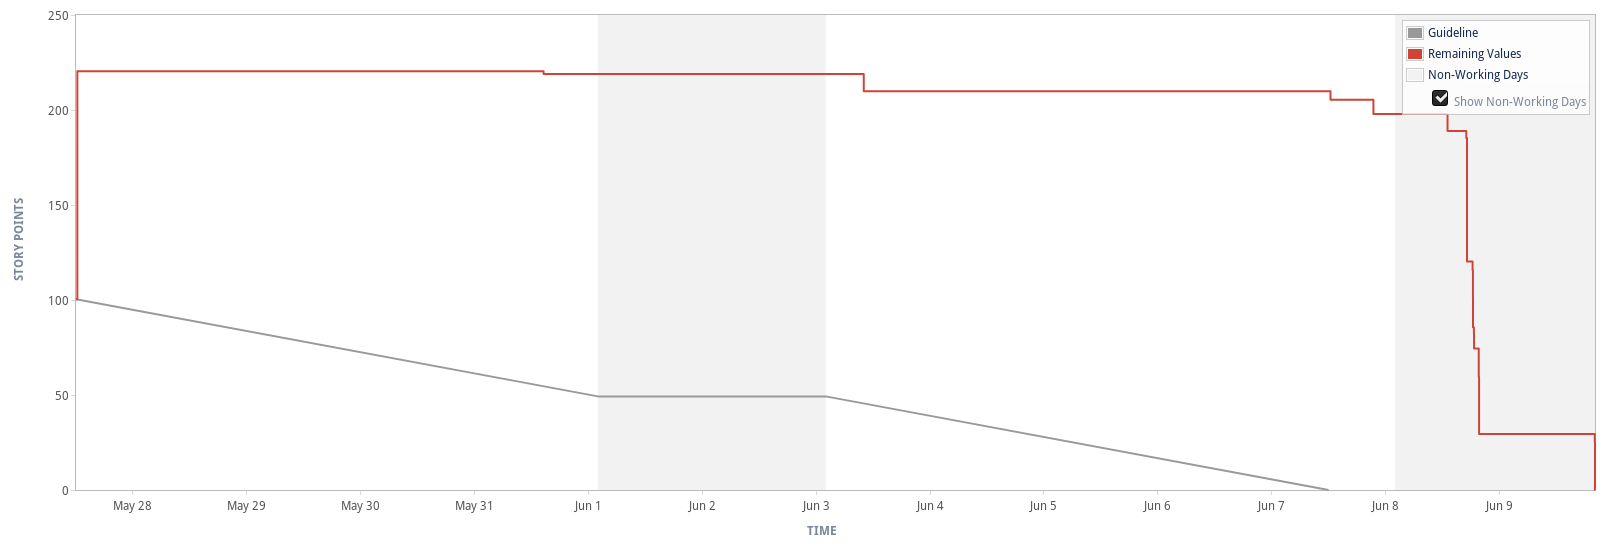 250
200
150
100
50
0
STORY POINTS
Guideline
Remaining Values
Non-Working Days
Show Non-Working Days
May 28 May 29 May 30 May 31 Jun 1 Jun 2 Jun 3 Jun 4 Jun 5 Jun 6 Jun 7 Jun 8 Jun 9
TIME